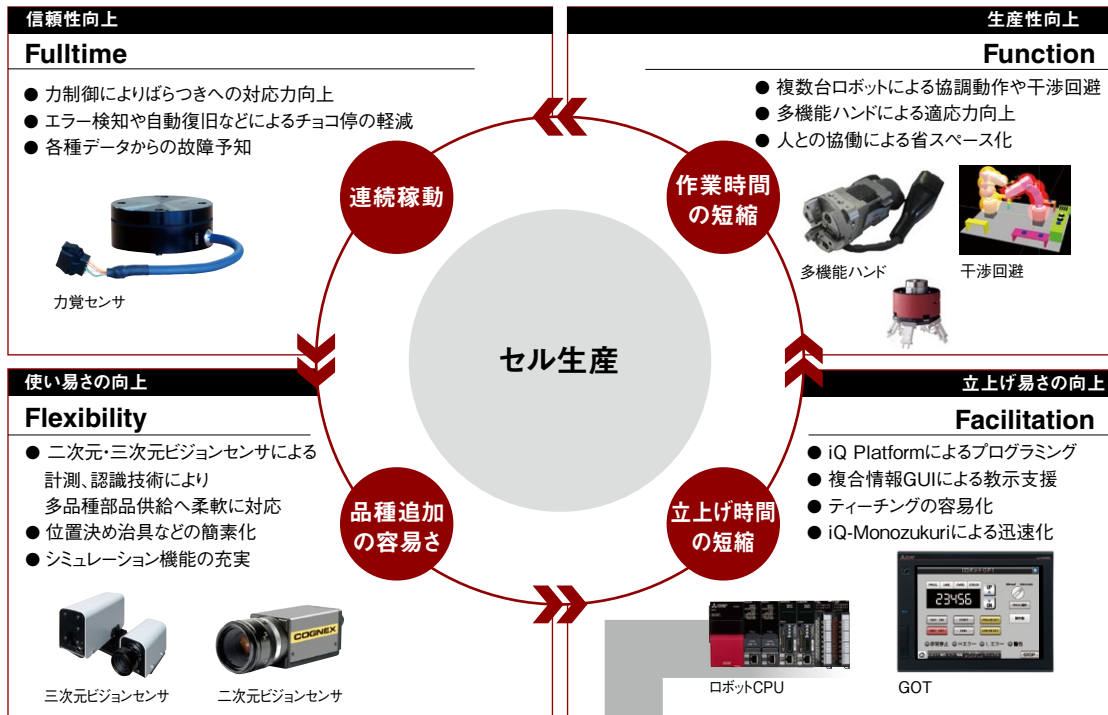 信頼性向上
Fulltime
● 力制御によりばらつきへの対応力向上
● エラー検知や自動復旧などによるチョコ停の軽減
● 各種データからの故障予知
力覚センサ
連続稼動
生産性向上
Function
● 複数台ロボットによる協調動作や干渉回避
● 多機能ハンドによる適応力向上
● 人との協働による省スペース化
多機能ハンド
干渉回避
作業時間
の短縮
セル生産
使い易さの向上
Flexibility
● 二次元・三次元ビジョンセンサによる
計測、認識技術により
多品種部品供給へ柔軟に対応
● 位置決め治具などの簡素化
● シミュレーション機能の充実
品種追加
の容易さ
COGNEX
三次元ビジョンセンサ
二次元ビジョンセンサ
立上げ易さの向上
Facilitation
● iQ Platformによるプログラミング
● 複合情報GUIによる教示支援
● ティーチングの容易化
● iQ-Monozukuriによる迅速化
立上げ時間
の短縮
23456
UP
STOP
ロボットCPU
GOT